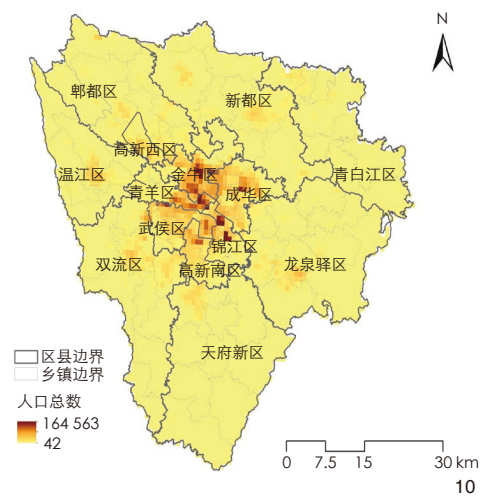 N
郫都区
新都区
高新西区
温江区
金牛区
青白江区
青羊区
成华区
武侯区
锦江区
双流区
高新南区
龙泉驿区
天府新区
区县边界
乡镇边界
人口总数
164 563
42
0 7.5 15 30 km
10